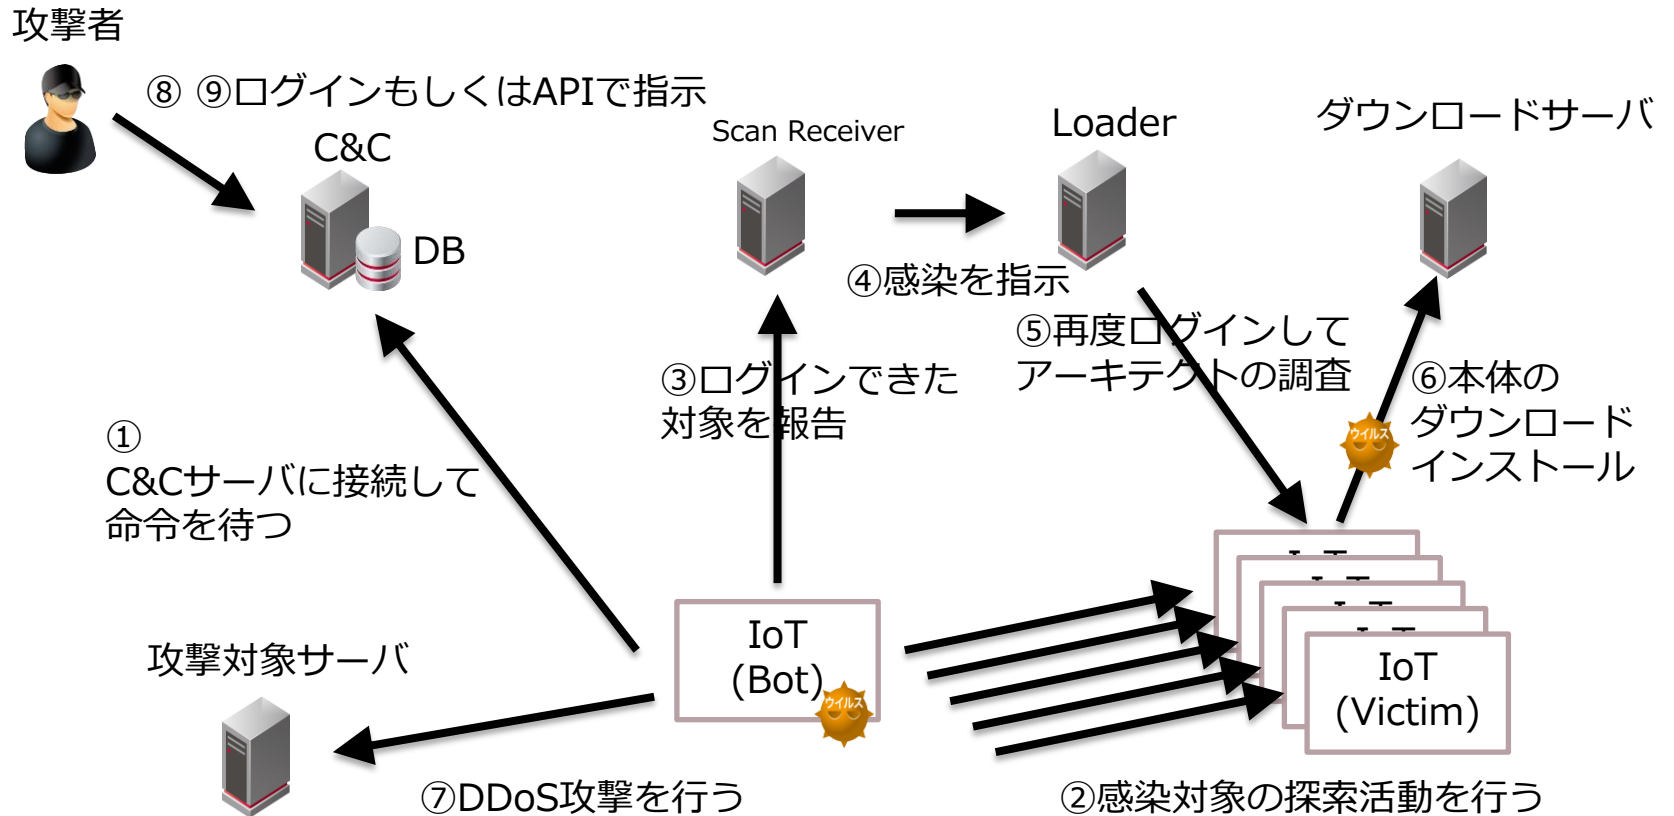 攻撃者
⑧ ⑨ログインもしくはAPIで指示
C&C
DB
Scan Receiver
Loader
ダウンロードサーバ
④感染を指示
⑤再度ログインして
アーキテクトの調査
③ログインできた
対象を報告
⑥本体の
ダウンロード
インストール
ウイルス
①
C&Cサーバに接続して
命令を待つ
攻撃対象サーバ
IoT
(Bot)
ウイルス
IoT
(Victim)
⑦DDoS攻撃を行う
②感染対象の探索活動を行う